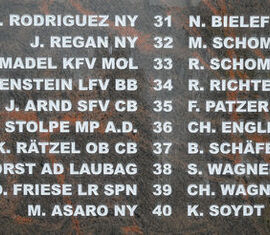 . RODRIGUEZ NY 31 N. BIELEF
J. REGAN NY 32 M. SCHOM
MADEL KFV MOL 33 R. SCHOM
ENSTEIN LFV BB 34 R. RICHTE
J. ARND SFV CB 35 F. PATZER
STOLPE MP A.D. 36 CH. ENGL
K. RÄTZEL OB CB 37 B. SCHÄFE
ORST AD LAUBAG 38 S. WAGNE
. FRIESE LR SPN 39 CH. WAGN
M. ASARO NY 40 K. SOYDT